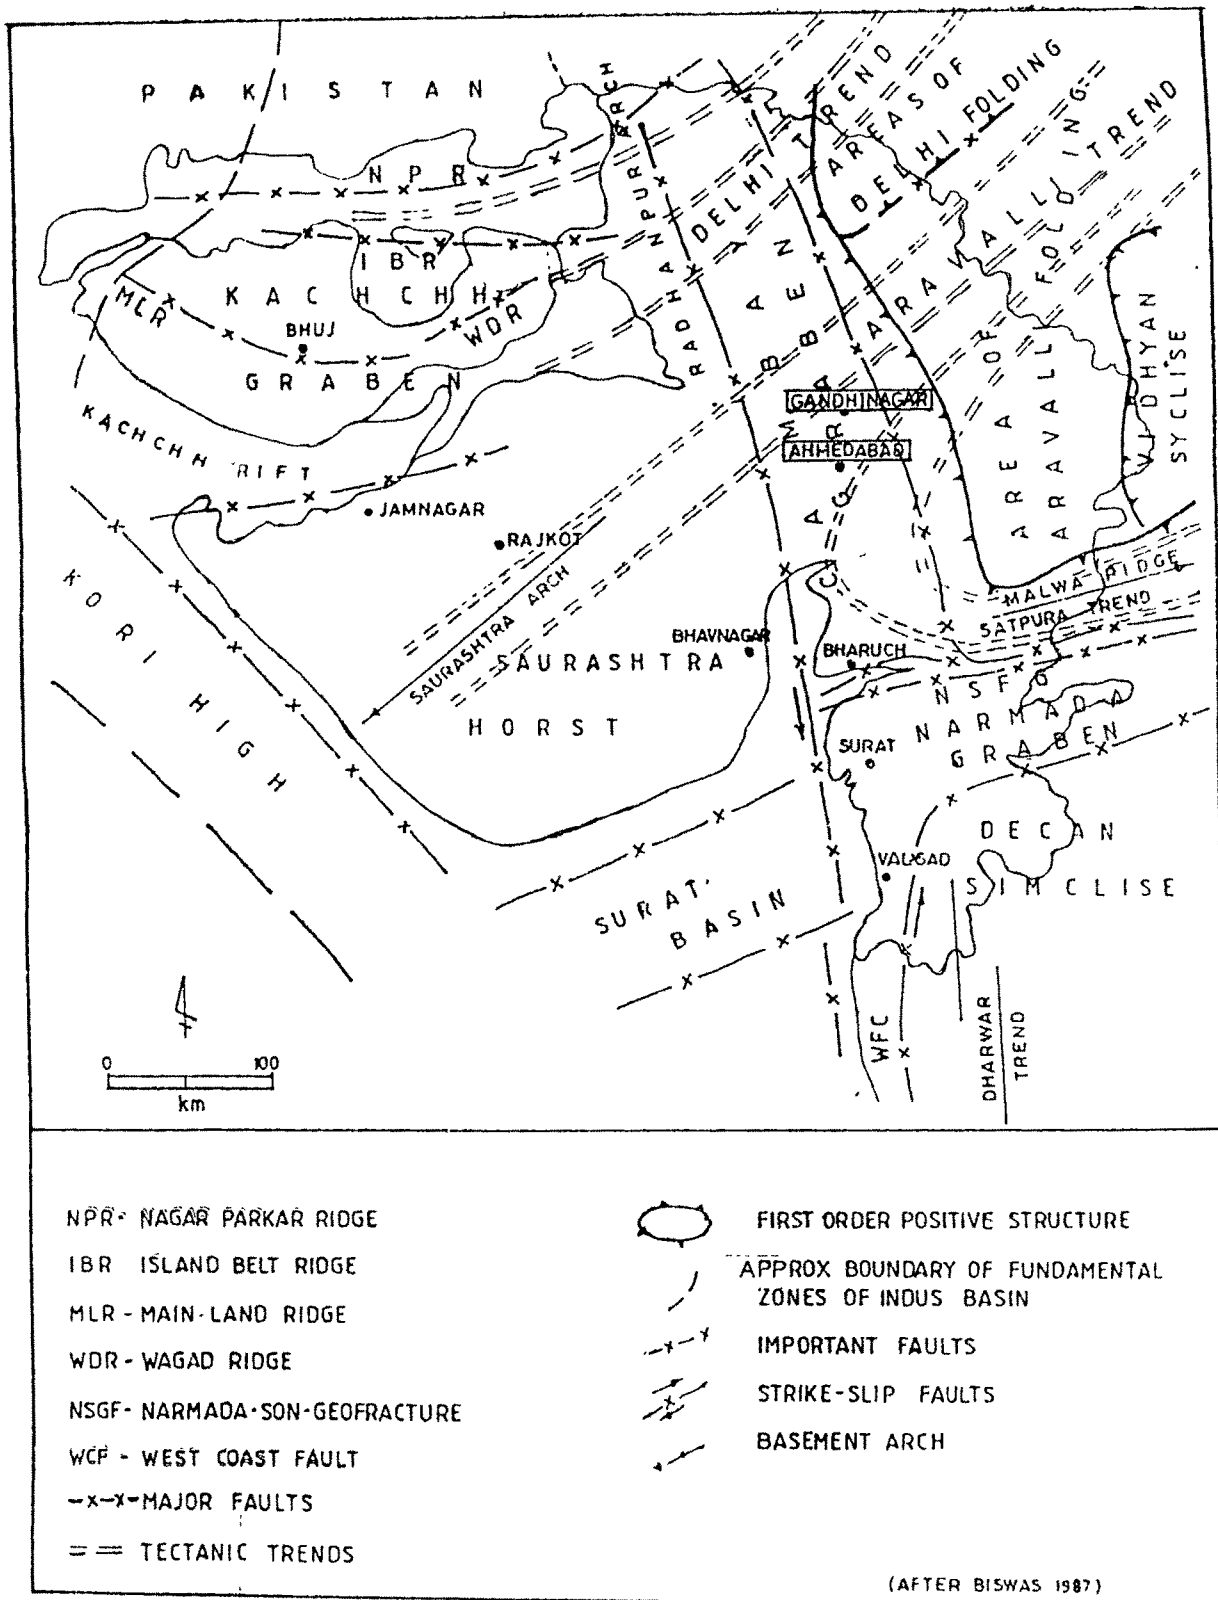 PAKISTAN
NPR
IBR
KACHCHH
MLR
WDR
BHUJ
GRABEN
KACHCHH RIFT
RADHANPUR ARCH
DELHI TREND
AREAS OF
DELHI FOLDING
ARAWALLI TREND
AREA OF FOLDING
ARAVALLI
VINDHYAN
SYCLISE
CAMBAY
GRABEN
GANDHINAGAR
AHMEDABAD
JAMNAGAR
RAJKOT
SAURASHTRA ARCH
KORI HIGH
SAURASHTRA
HORST
BHAVNAGAR
BHARUCH
MALWA RIDGE
SATPURA TREND
NSFG
NARMADA
GRABEN
SURAT
DECAN
SIMCLISE
VALSAD
SURAT
BASIN
WFC
DHARWAR
TREND
0 100
km
NPR- NAGAR PARKAR RIDGE
IBR ISLAND BELT RIDGE
MLR - MAIN-LAND RIDGE
WDR - WAGAD RIDGE
NSGF- NARMADA-SON-GEOFRACTURE
WCF - WEST COAST FAULT
-x-x- MAJOR FAULTS
= = TECTANIC TRENDS
FIRST ORDER POSITIVE STRUCTURE
APPROX BOUNDARY OF FUNDAMENTAL
ZONES OF INDUS BASIN
IMPORTANT FAULTS
STRIKE-SLIP FAULTS
BASEMENT ARCH
(AFTER BISWAS 1987)